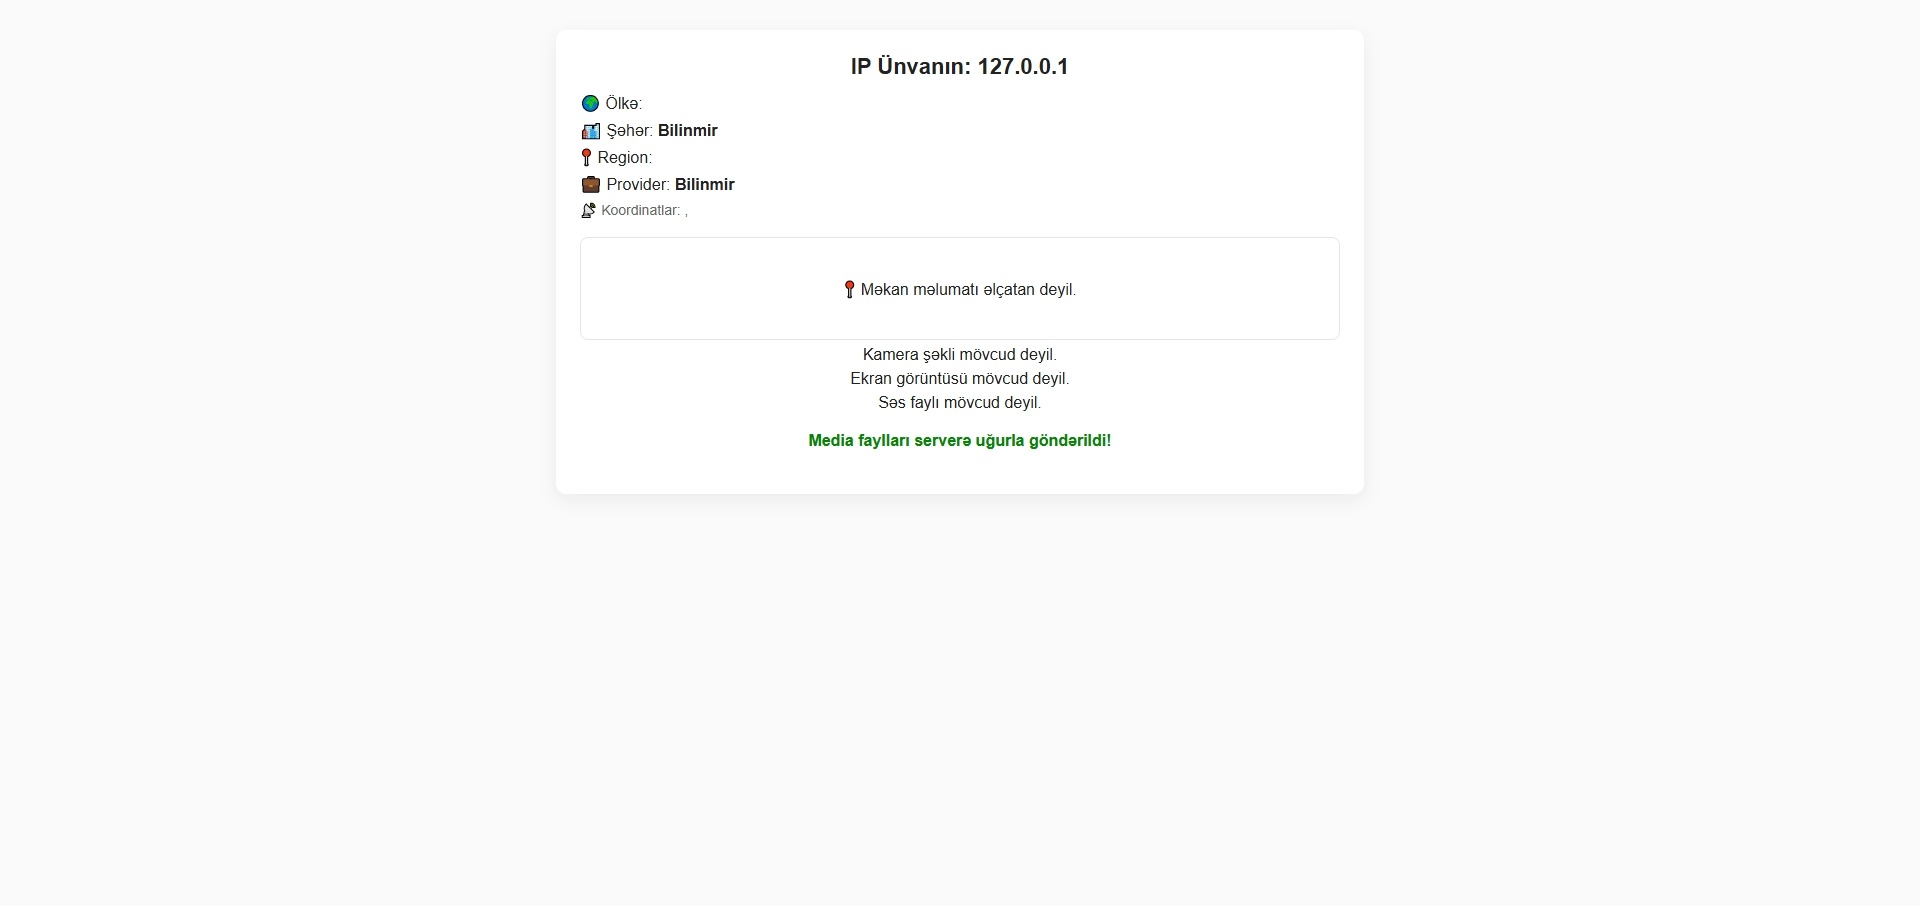 IP Ünvanın: 127.0.0.1
Ölkə:
Şəhər: Bilinmir
Region:
Provider: Bilinmir
Koordinatlar: ,
Məkan məlumatı əlçatan deyil.
Kamera şəkli mövcud deyil.
Ekran görüntüsü mövcud deyil.
Səs faylı mövcud deyil.
Media faylları serverə uğurla göndərildi!